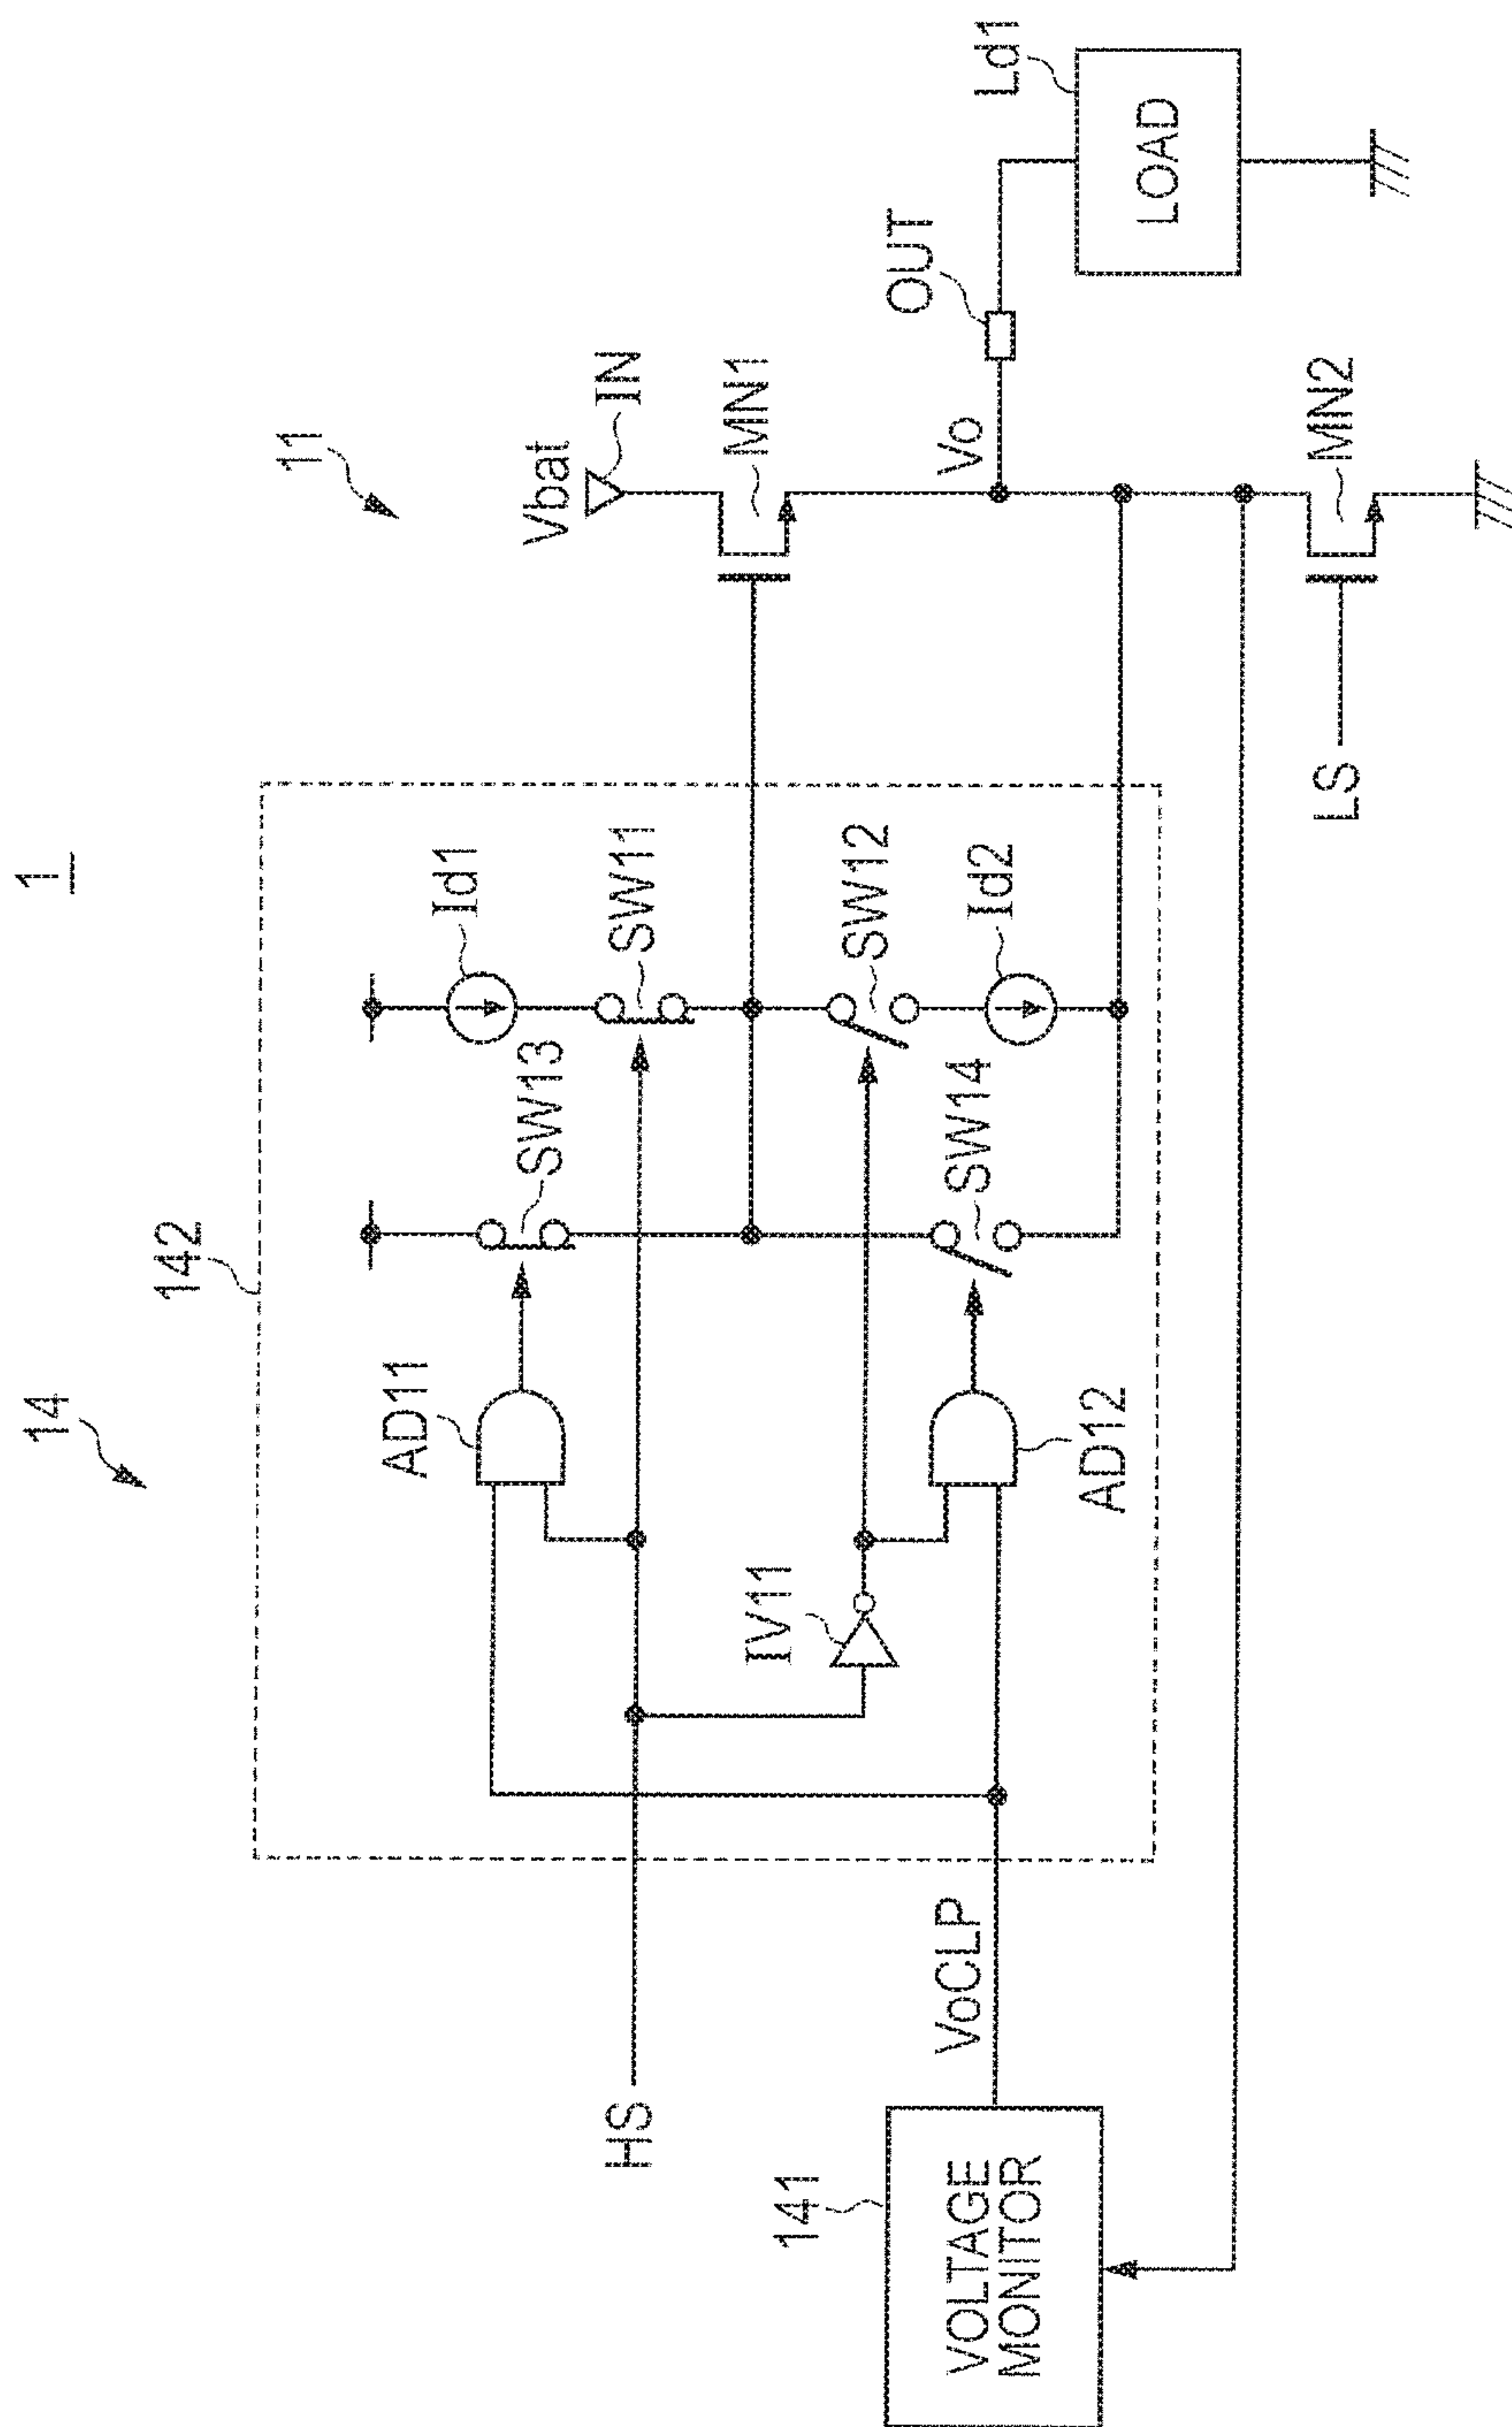 1
14
11
142
Vbat
IN
Id1
AD11
SW13
SW11
MN1
IV11
SW12
HS
OUT
Vo
Ld1
LOAD
141
VOLTAGE
MONITOR
VoCLP
SW14
Id2
AD12
LS
MN2